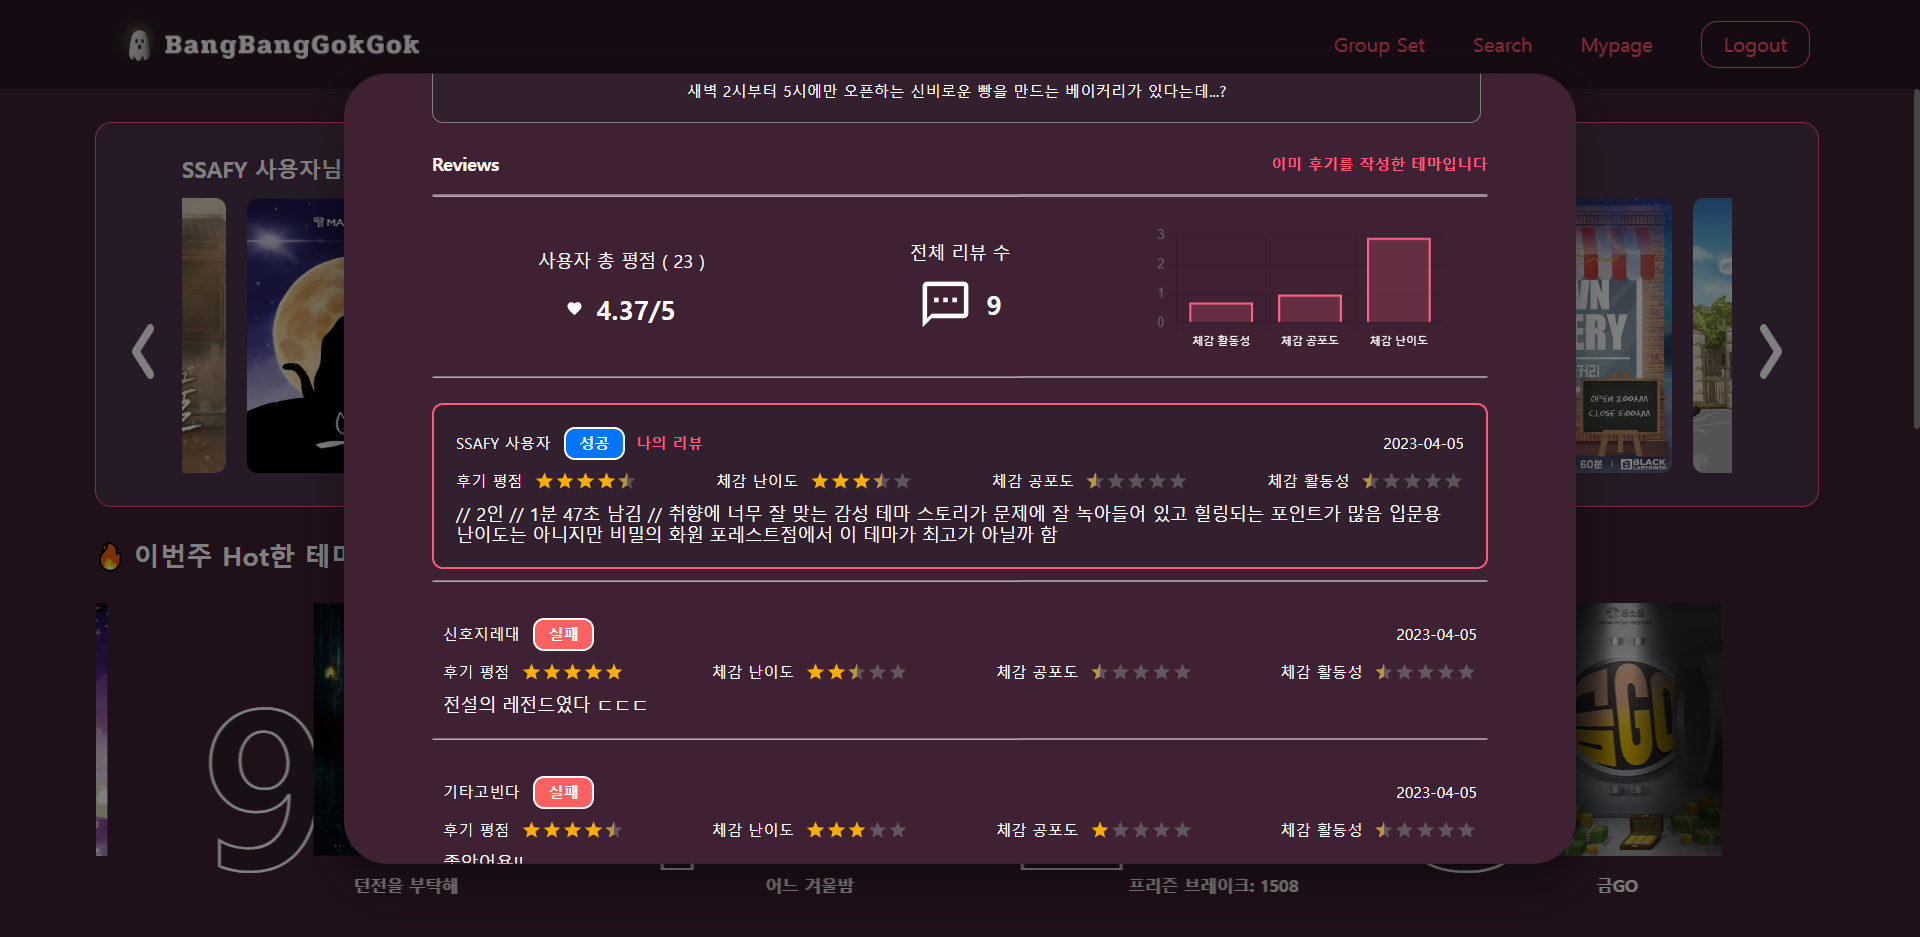 BangBangGokGok
Group Set
Search
Mypage
Logout
새벽 2시부터 5시에만 오픈하는 신비로운 빵을 만드는 베이커리가 있다는데...?
SSAFY 사용자님
Reviews
이미 후기를 작성한 테마입니다
사용자 총 평점 ( 23 )
4.37/5
전체 리뷰 수
9
3
2
1
0
체감 활동성
체감 공포도
체감 난이도
OPEN 2:00AM
CLOSE 5:00AM
60분
BLACK
LABYRINTH
SSAFY 사용자 성공 나의 리뷰 2023-04-05
후기 평점 체감 난이도 체감 공포도 체감 활동성
// 2인 // 1분 47초 남김 // 취향에 너무 잘 맞는 감성 테마 스토리가 문제에 잘 녹아들어 있고 힐링되는 포인트가 많음 입문용
난이도는 아니지만 비밀의 화원 포레스트점에서 이 테마가 최고가 아닐까 함
이번주 Hot한 테마
신호지레대 실패 2023-04-05
후기 평점 체감 난이도 체감 공포도 체감 활동성
전설의 레전드였다 ㄷㄷㄷ
기타고빈다 실패 2023-04-05
후기 평점 체감 난이도 체감 공포도 체감 활동성
좋았어요!!
9
금GO
던전을 부탁해
어느 겨울밤
프리즌 브레이크: 1508
금GO